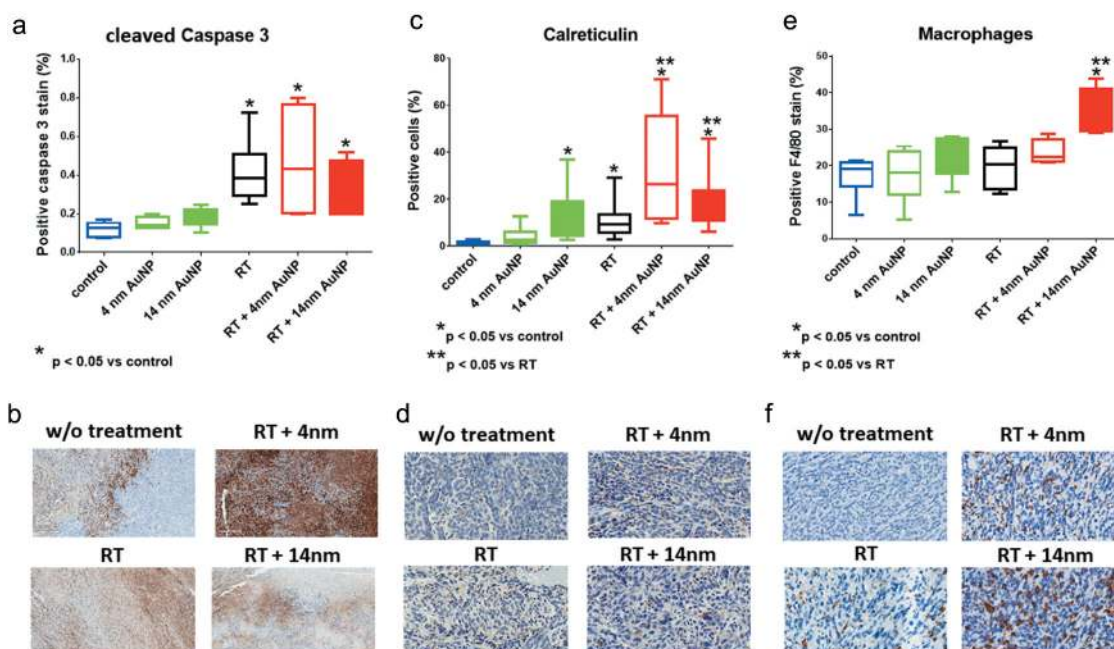 a
cleaved Caspase 3
Positive caspase 3 stain (%)
1.0
0.8
0.6
0.4
0.2
0.0
* * *
control
4 nm AuNP
14 nm AuNP
RT
RT + 4nm AuNP
RT + 14nm AuNP
* p < 0.05 vs control
c
Calreticulin
Positive cells (%)
80
60
40
20
0
* * ** * ** *
control
4 nm AuNP
14 nm AuNP
RT
RT + 4nm AuNP
RT + 14nm AuNP
* p < 0.05 vs control
** p < 0.05 vs RT
e
Macrophages
Positive F4/80 stain (%)
50
40
30
20
10
0
** *
control
4 nm AuNP
14 nm AuNP
RT
RT + 4nm AuNP
RT + 14nm AuNP
* p < 0.05 vs control
** p < 0.05 vs RT
b
w/o treatment
RT + 4nm
RT
RT + 14nm
d
w/o treatment
RT + 4nm
RT
RT + 14nm
f
w/o treatment
RT + 4nm
RT
RT + 14nm